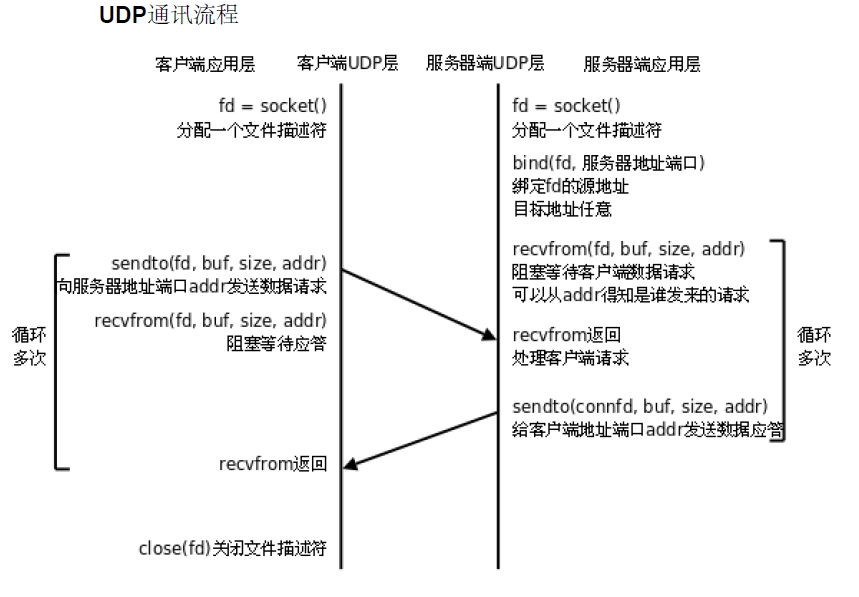 UDP通讯流程
客户端应用层
客户端UDP层
服务器端UDP层
服务器端应用层
fd = socket()
分配一个文件描述符
fd = socket()
分配一个文件描述符
bind(fd, 服务器地址端口)
绑定fd的源地址
目标地址任意
循环
多次
sendto(fd, buf, size, addr)
向服务器地址端口addr发送数据请求
recvfrom(fd, buf, size, addr)
阻塞等待应答
recvfrom(fd, buf, size, addr)
阻塞等待客户端数据请求
可以从addr得知是谁发来的请求
recvfrom返回
处理客户端请求
sendto(connfd, buf, size, addr)
给客户端地址端口addr发送数据应答
循环
多次
recvfrom返回
close(fd)关闭文件描述符